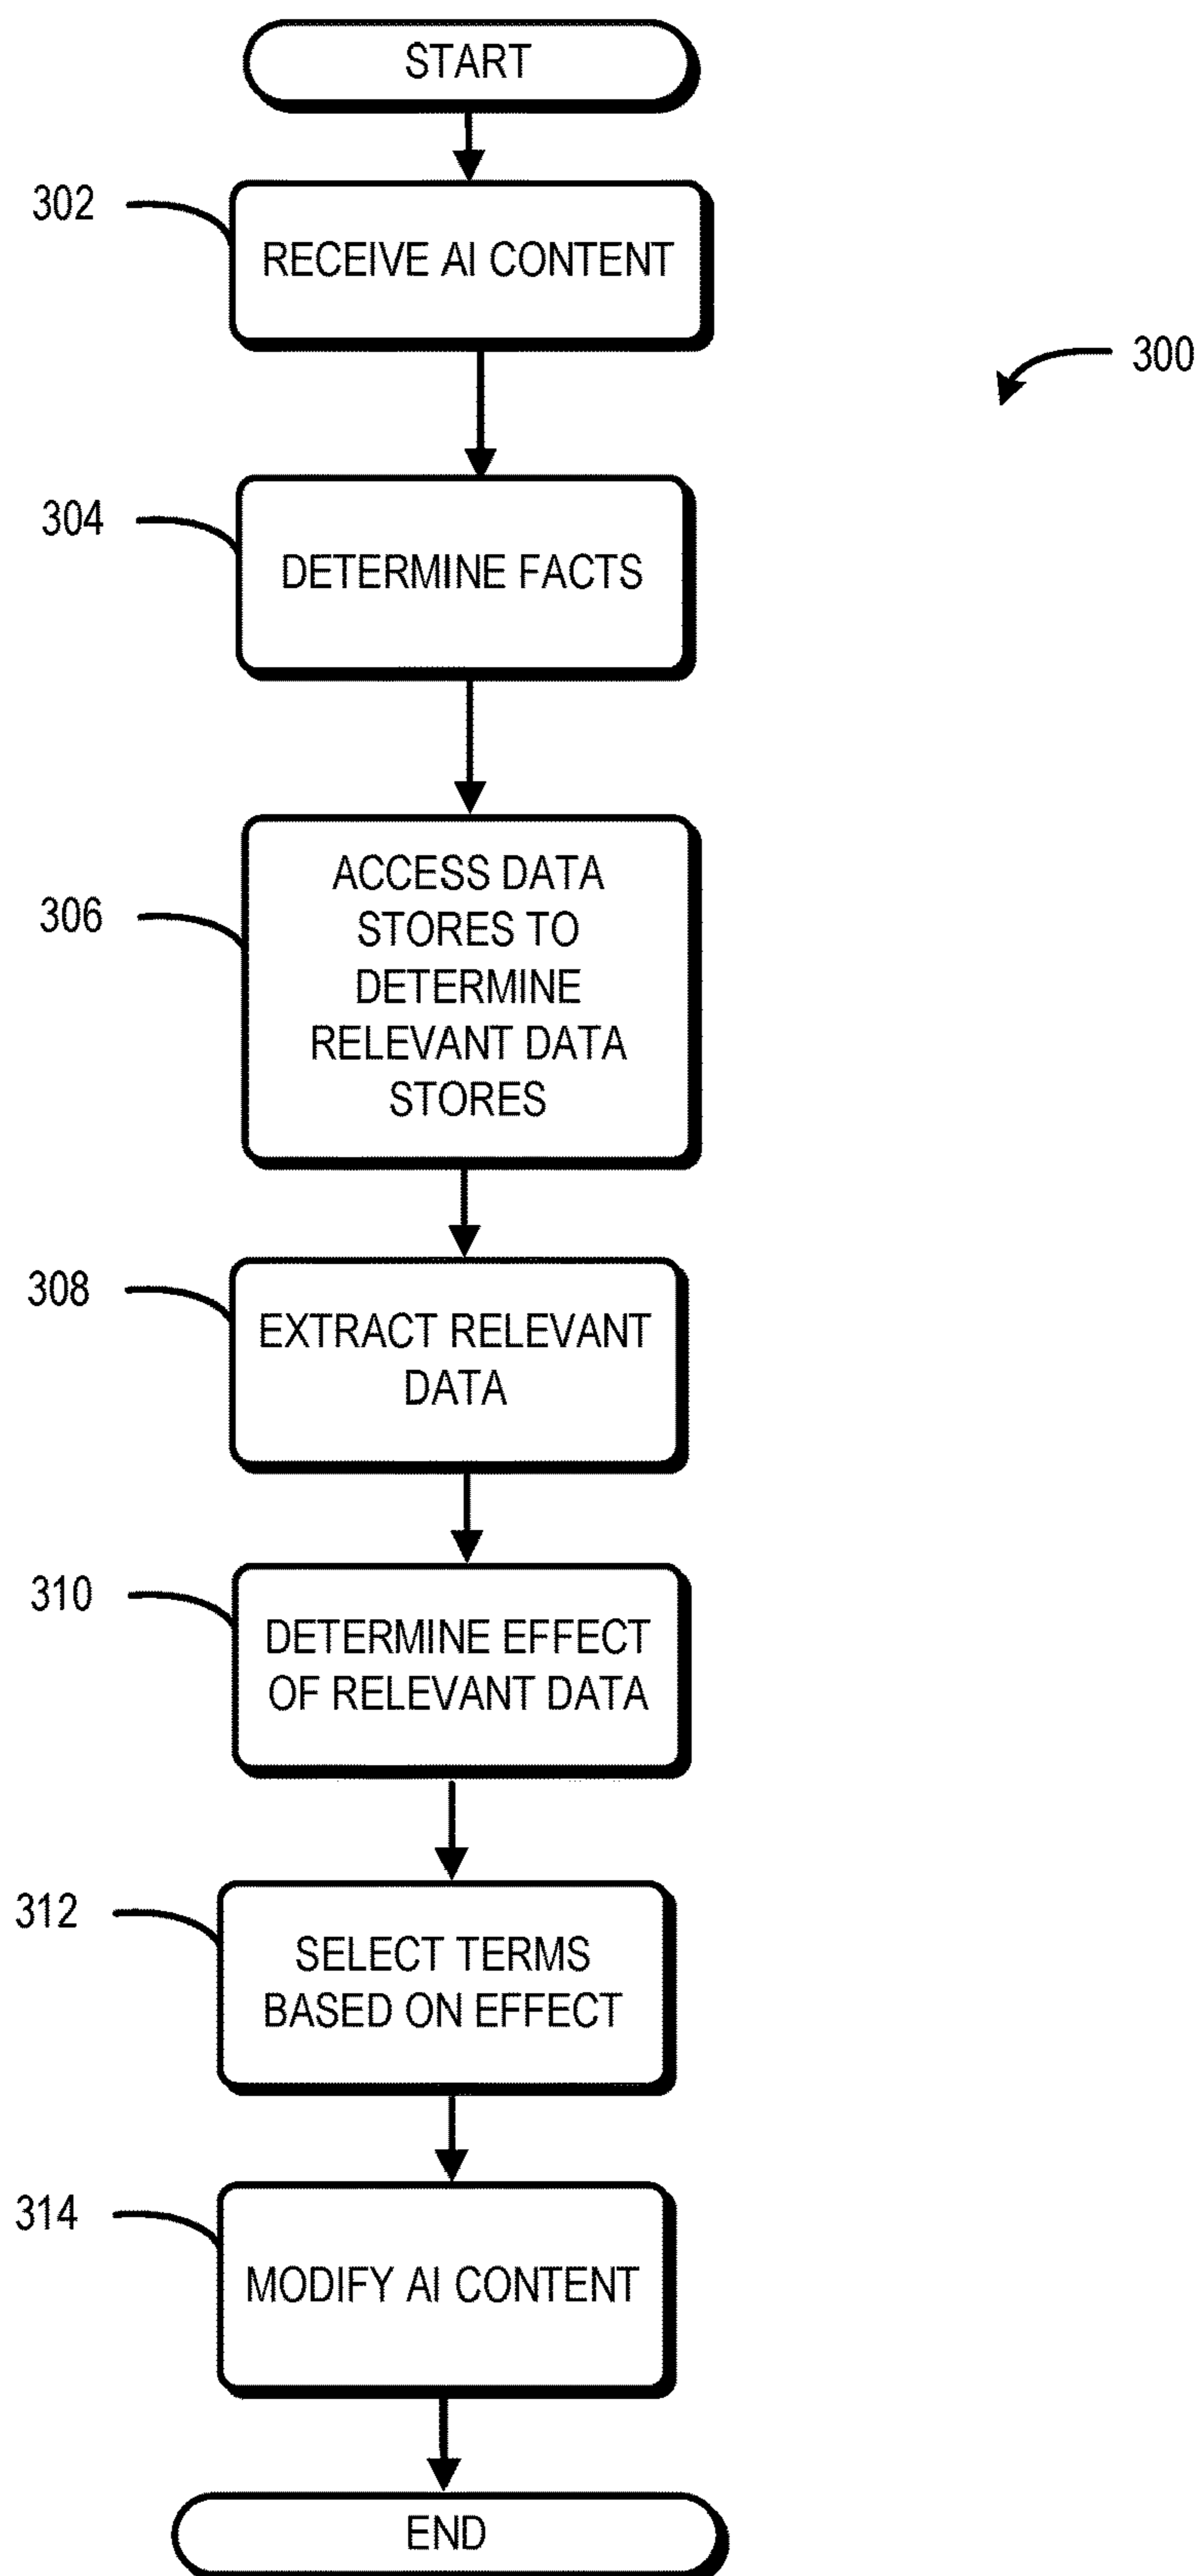 START
302
RECEIVE AI CONTENT
300
304
DETERMINE FACTS
306
ACCESS DATA
STORES TO
DETERMINE
RELEVANT DATA
STORES
308
EXTRACT RELEVANT
DATA
310
DETERMINE EFFECT
OF RELEVANT DATA
312
SELECT TERMS
BASED ON EFFECT
314
MODIFY AI CONTENT
END